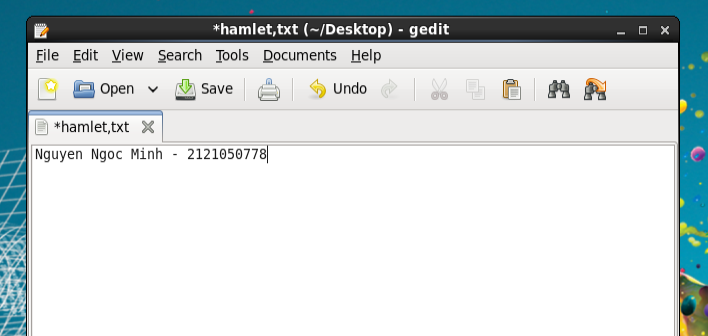 *hamlet,txt (~/Desktop) - gedit
File Edit View Search Tools Documents Help
Open Save Undo
*hamlet,txt
Nguyen Ngoc Minh - 2121050778